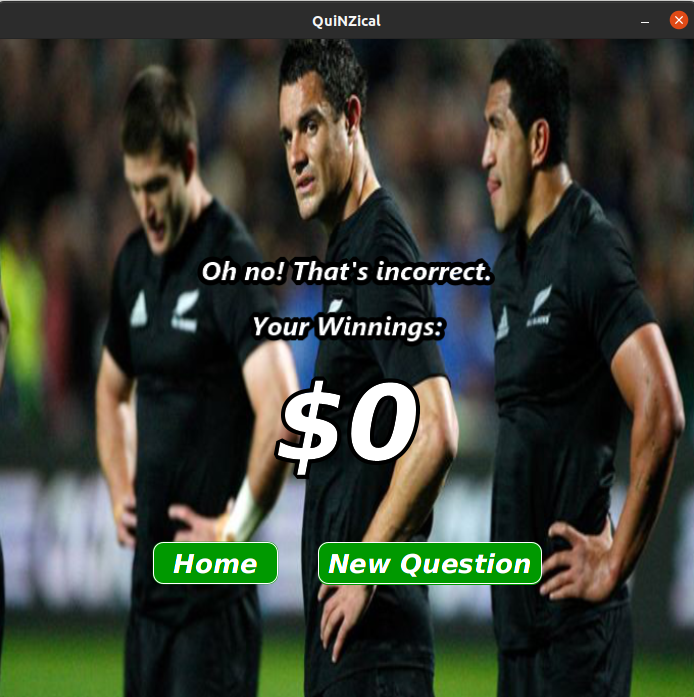 QuiNZical
Oh no! That's incorrect.
Your Winnings:
$0
Home
New Question